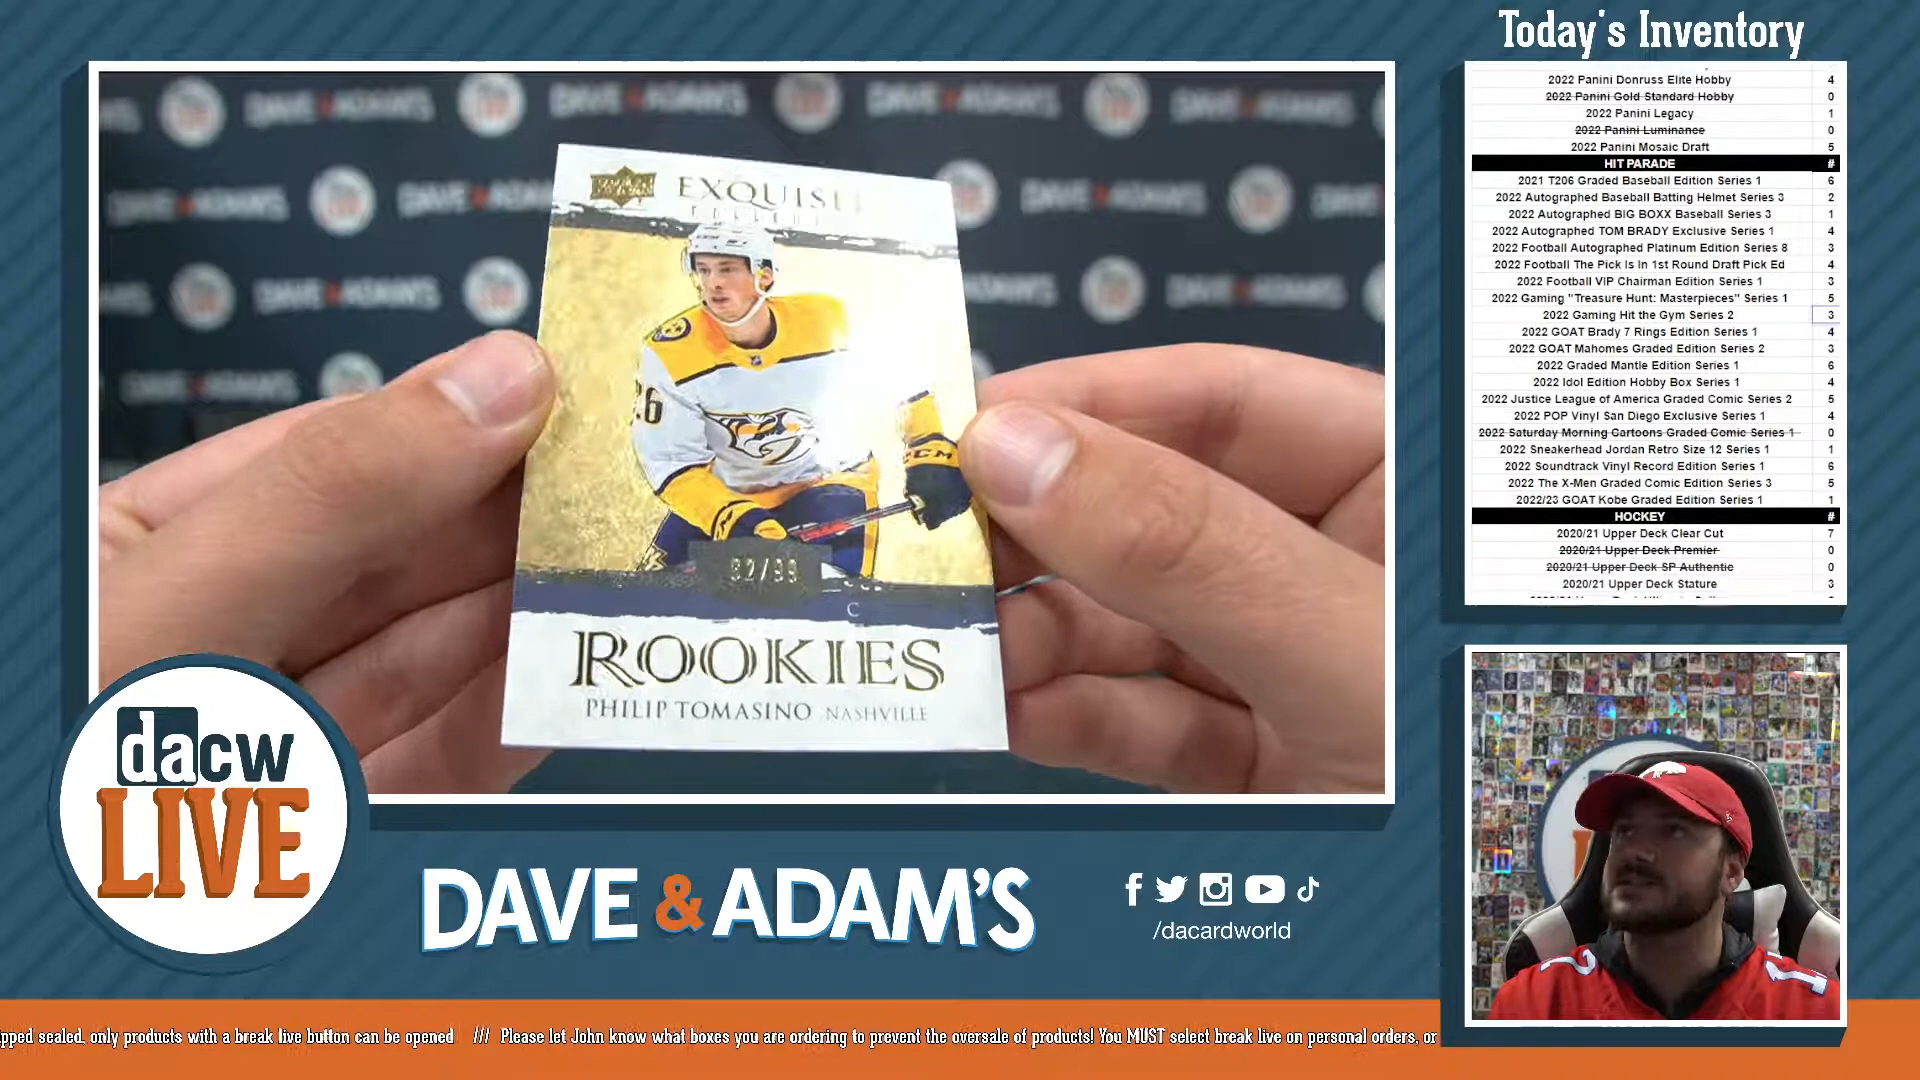 Today's Inventory
2022 Panini Donruss Elite Hobby 4
2022 Panini Gold Standard Hobby 0
2022 Panini Legacy 1
2022 Panini Luminance 0
2022 Panini Mosaic Draft 5
HIT PARADE #
2021 T206 Graded Baseball Edition Series 1 6
2022 Autographed Baseball Batting Helmet Series 3 2
2022 Autographed BIG BOXX Baseball Series 3 1
2022 Autographed TOM BRADY Exclusive Series 1 4
2022 Football Autographed Platinum Edition Series 8 3
2022 Football The Pick Is In 1st Round Draft Pick Ed 4
2022 Football VIP Chairman Edition Series 1 3
2022 Gaming "Treasure Hunt: Masterpieces" Series 1 5
2022 Gaming Hit the Gym Series 2 3
2022 GOAT Brady 7 Rings Edition Series 1 4
2022 GOAT Mahomes Graded Edition Series 2 3
2022 Graded Mantle Edition Series 1 6
2022 Idol Edition Hobby Box Series 1 4
2022 Justice League of America Graded Comic Series 2 5
2022 POP Vinyl San Diego Exclusive Series 1 4
2022 Saturday Morning Cartoons Graded Comic Series 1 0
2022 Sneakerhead Jordan Retro Size 12 Series 1 1
2022 Soundtrack Vinyl Record Edition Series 1 6
2022 The X-Men Graded Comic Edition Series 3 5
2022/23 GOAT Kobe Graded Edition Series 1 1
HOCKEY #
2020/21 Upper Deck Clear Cut 7
2020/21 Upper Deck Premier 0
2020/21 Upper Deck SP Authentic 0
2020/21 Upper Deck Stature 3
DAVE & ADAM'S
EXQUISI
26
CCM
/99
C
ROOKIES
PHILIP TOMASINO NASHVILLE
dacw
LIVE
DAVE & ADAM'S
/dacardworld
pped sealed, only products with a break live button can be opened /// Please let John know what boxes you are ordering to prevent the oversale of products! You MUST select break live on personal orders, or
17